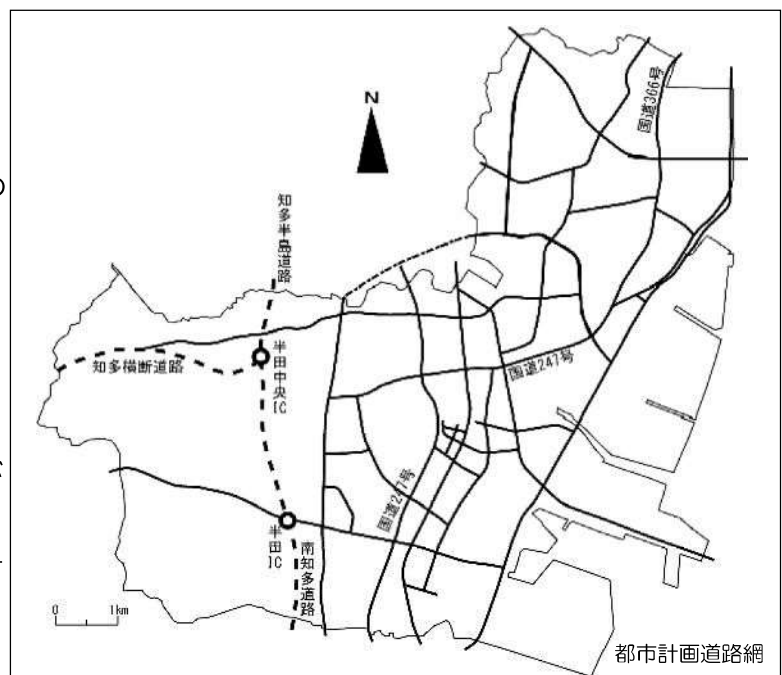 国道366号
N
知多半島道路
知多横断道路
半田中央IC
国道247号
国道247号
半田IC
南知多道路
0 1km
都市計画道路網